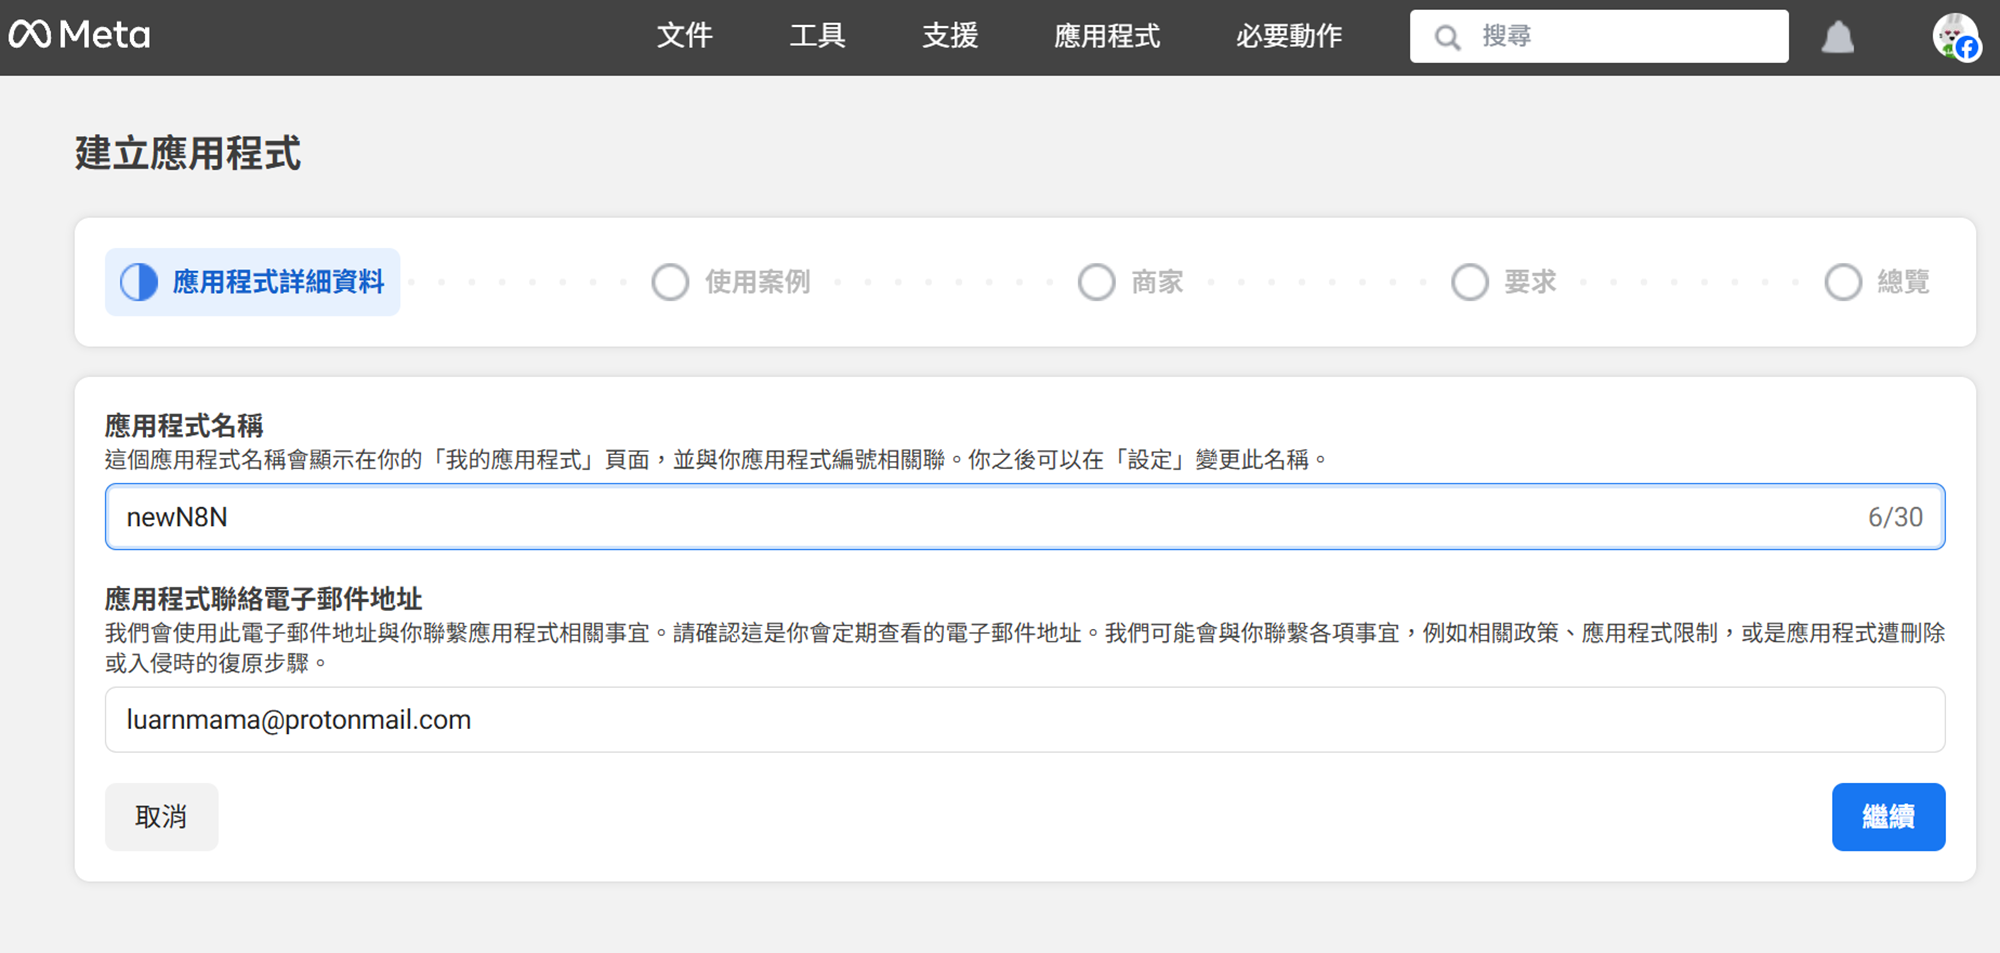 Meta 文件 工具 支援 應用程式 必要動作 搜尋
建立應用程式
應用程式詳細資料 使用案例 商家 要求 總覽
應用程式名稱
這個應用程式名稱會顯示在你的「我的應用程式」頁面，並與你應用程式編號相關聯。你之後可以在「設定」變更此名稱。
newN8N 6/30
應用程式聯絡電子郵件地址
我們會使用此電子郵件地址與你聯繫應用程式相關事宜。請確認這是你會定期查看的電子郵件地址。我們可能會與你聯繫各項事宜，例如相關政策、應用程式限制，或是應用程式遭刪除
或入侵時的復原步驟。
luarnmama@protonmail.com
取消 繼續